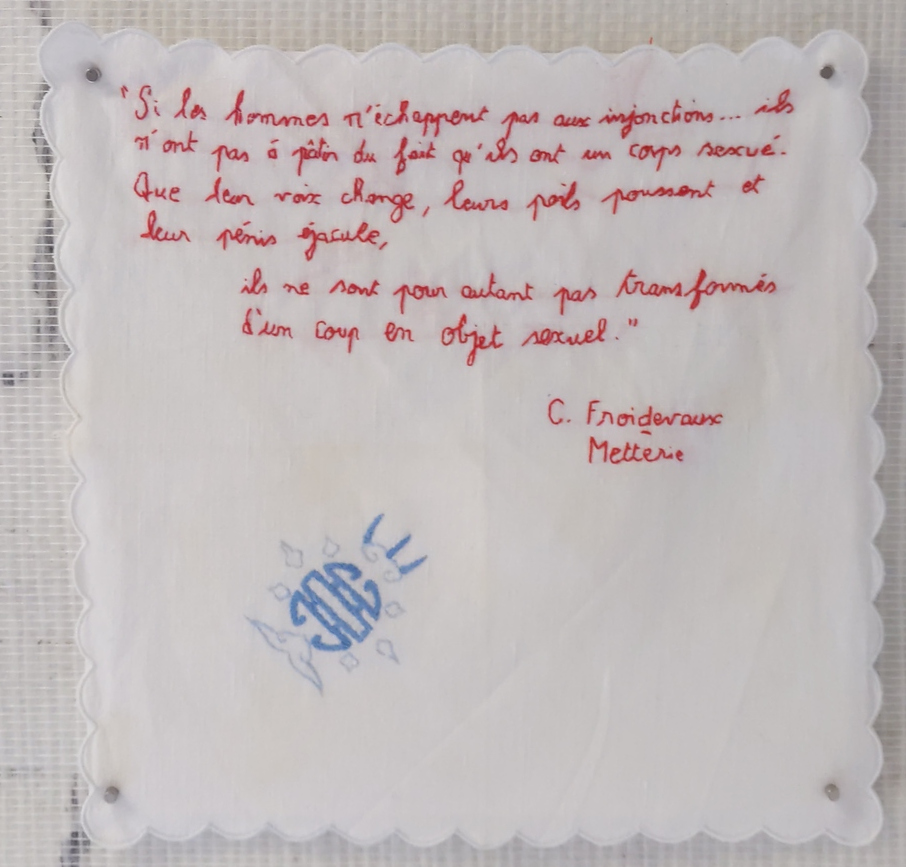 "Si les hommes n'échappent pas aux injonctions... ils
n'ont pas à pâtir du fait qu'ils ont un corps sexué.
Que leur voix change, leurs poils poussent et
leur pénis éjacule,
ils ne sont pour autant pas transformés
d'un coup en objet sexuel."
C. Froidevaux
Metterie